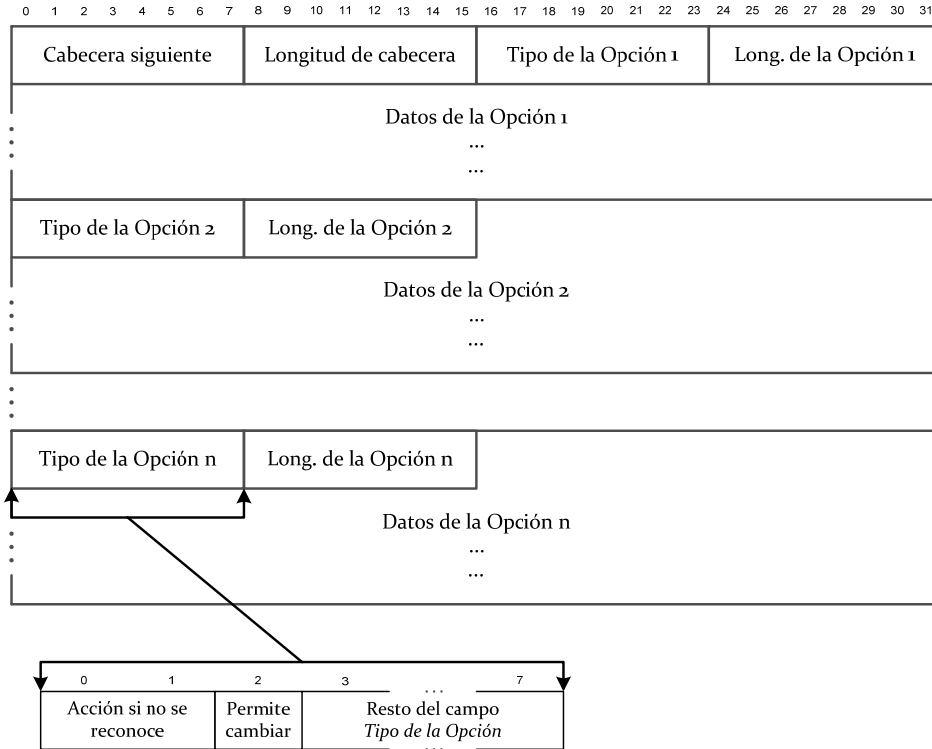 0 1 2 3 4 5 6 7 8 9 10 11 12 13 14 15 16 17 18 19 20 21 22 23 24 25 26 27 28 29 30 31
Cabecera siguiente Longitud de cabecera Tipo de la Opción 1 Long. de la Opción 1
Datos de la Opción 1
...
...
Tipo de la Opción 2 Long. de la Opción 2
Datos de la Opción 2
...
...
Tipo de la Opción n Long. de la Opción n
Datos de la Opción n
...
...
0 1 2 3 ... 7
Acción si no se reconoce
Permite cambiar
Resto del campo
Tipo de la Opción
...